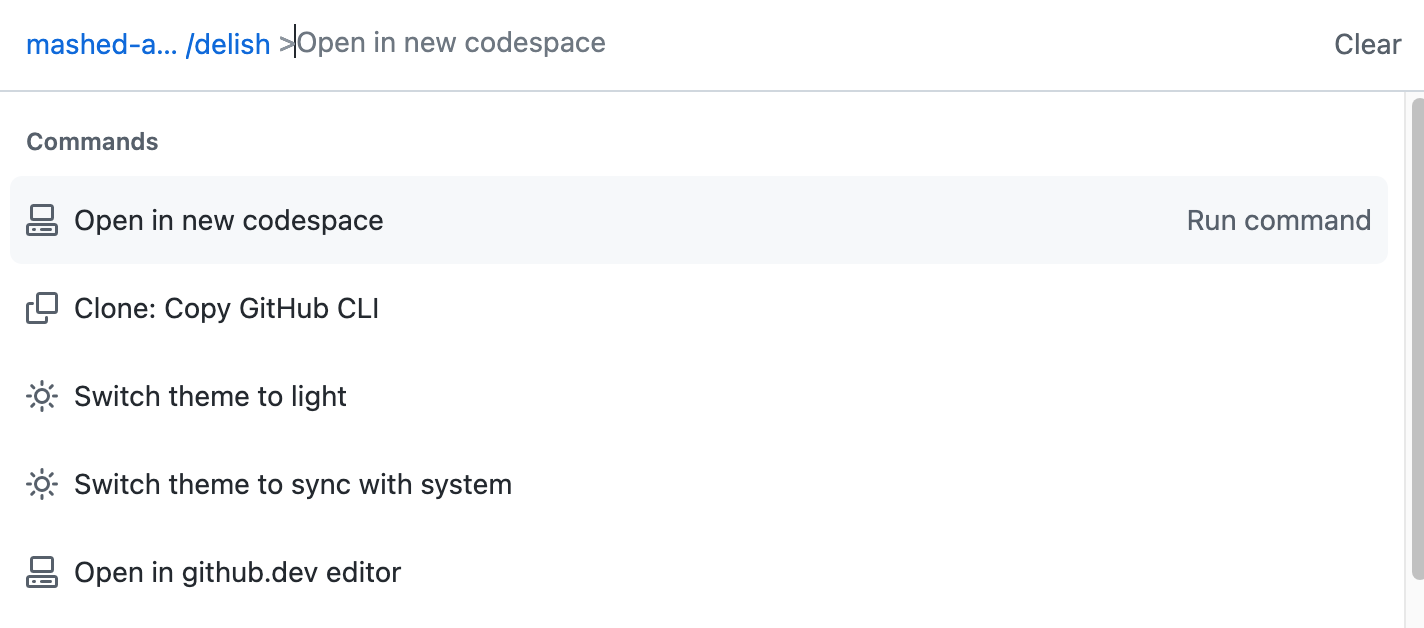 mashed-a... /delish >Open in new codespace Clear
Commands
Open in new codespace Run command
Clone: Copy GitHub CLI
Switch theme to light
Switch theme to sync with system
Open in github.dev editor